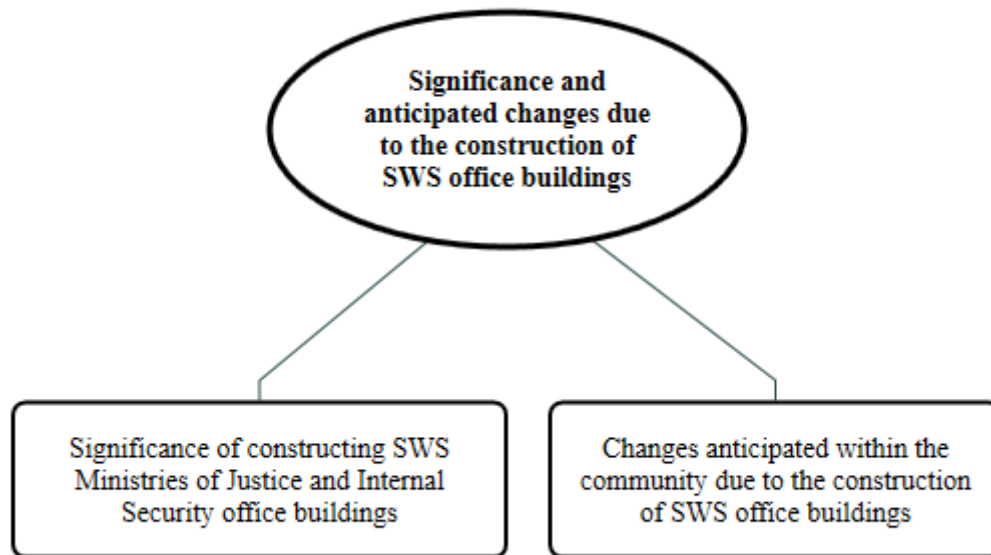 Significance and
anticipated changes due
to the construction of
SWS office buildings
Significance of constructing SWS
Ministries of Justice and Internal
Security office buildings
Changes anticipated within the
community due to the construction
of SWS office buildings